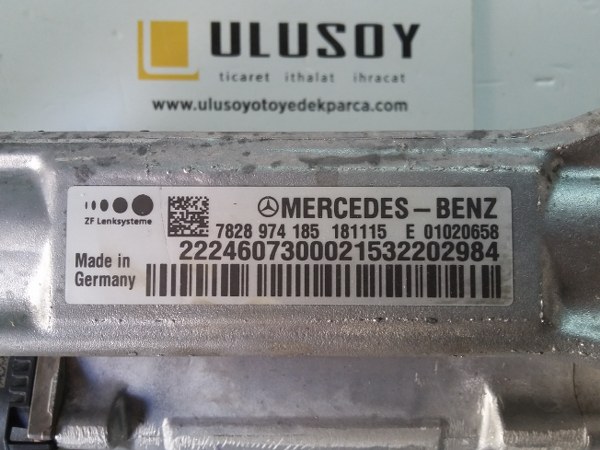 ULUSOY
ticaret ithalat ihracat
www.ulusoyotoyedekparca.com
ZF Lenksysteme
MERCEDES-BENZ
7828 974 185 181115 E 01020658
2224607300021532202984
Made in
Germany